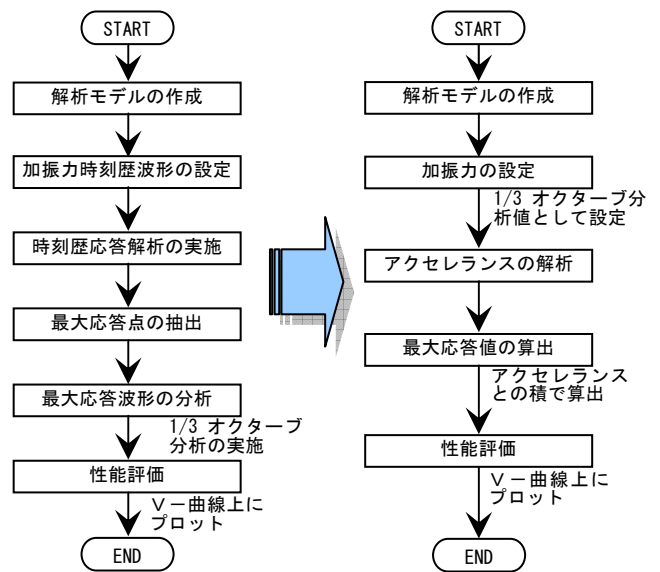 START
解析モデルの作成
加振力時刻歴波形の設定
時刻歴応答解析の実施
最大応答点の抽出
最大応答波形の分析
1/3 オクターブ
分析の実施
性能評価
V－曲線上に
プロット
END
START
解析モデルの作成
加振力の設定
1/3 オクターブ分
析値として設定
アクセレランスの解析
最大応答値の算出
アクセレランス
との積で算出
性能評価
V－曲線上に
プロット
END